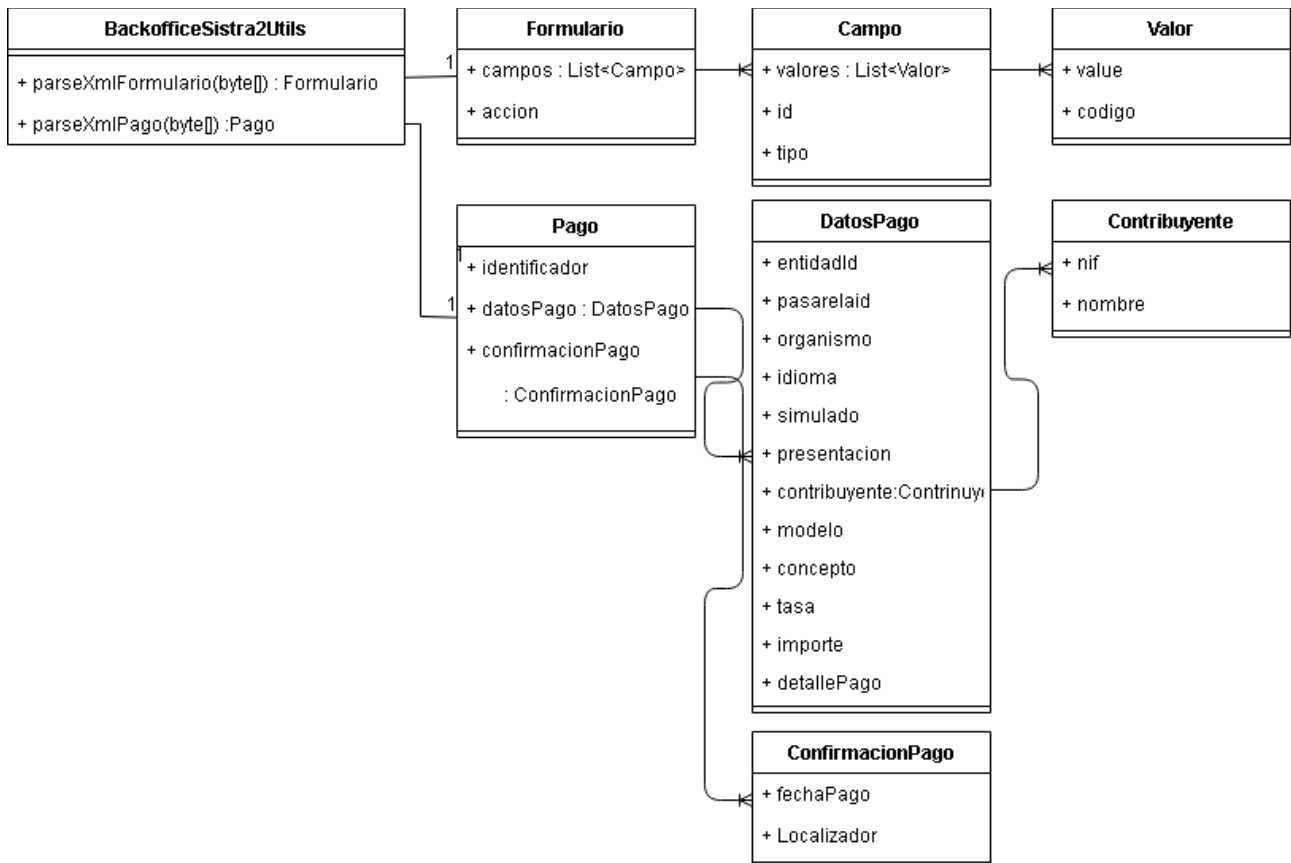 BackofficeSistra2Utils
+ parseXmlFormulario(byte[]) : Formulario
+ parseXmlPago(byte[]) :Pago
1
Formulario
+ campos : List<Campo>
+ accion
Campo
+ valores : List<Valor>
+ id
+ tipo
Valor
+ value
+ codigo
1
Pago
1
+ identificador
+ datosPago : DatosPago
+ confirmacionPago
: ConfirmacionPago
DatosPago
+ entidadId
+ pasarelaid
+ organismo
+ idioma
+ simulado
+ presentacion
+ contribuyente:Contrinuy
+ modelo
+ concepto
+ tasa
+ importe
+ detallePago
Contribuyente
+ nif
+ nombre
ConfirmacionPago
+ fechaPago
+ Localizador